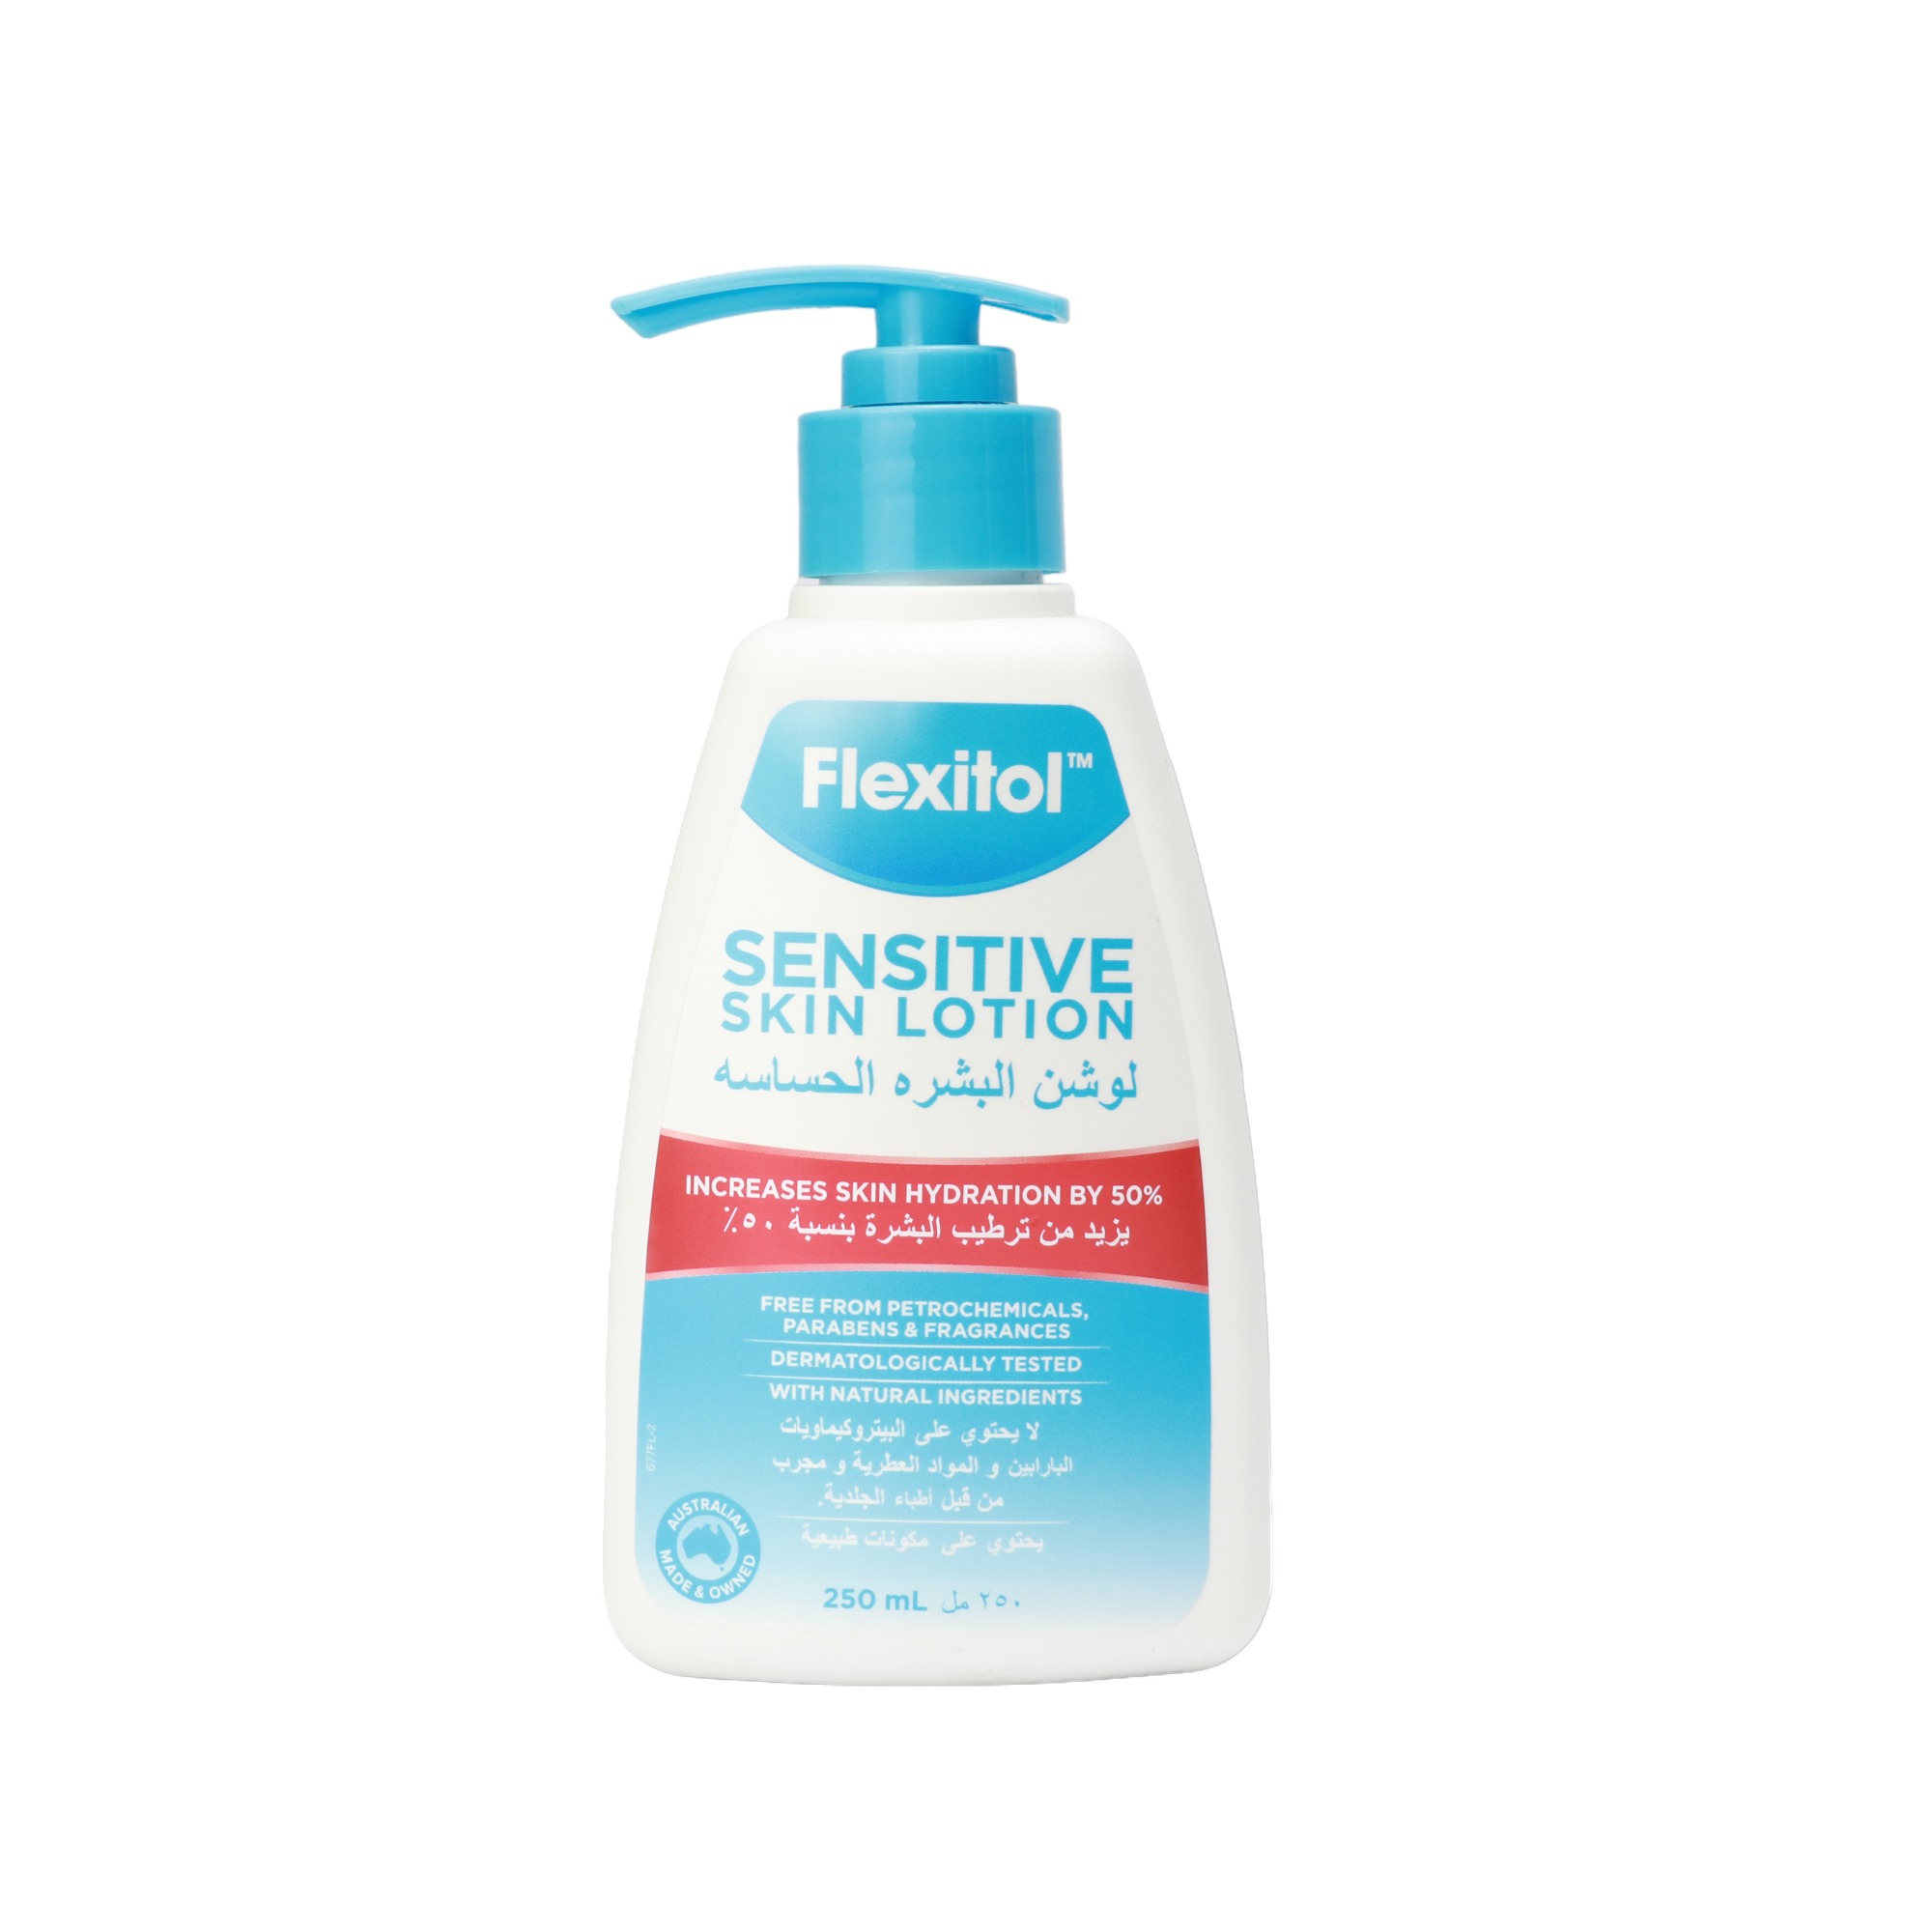 Flexitol™
SENSITIVE
SKIN LOTION
لوشن البشره الحساسه
INCREASES SKIN HYDRATION BY 50%
يزيد من ترطيب البشرة بنسبة ٥٠٪
FREE FROM PETROCHEMICALS,
PARABENS & FRAGRANCES
DERMATOLOGICALLY TESTED
WITH NATURAL INGREDIENTS
لا يحتوي على البيتروكيماويات
البارابين و المواد العطرية و مجرب
من قبل أطباء الجلدية.
يحتوي على مكونات طبيعية
677FL-2
AUSTRALIAN
MADE & OWNED
250 mL ٢٥٠ مل